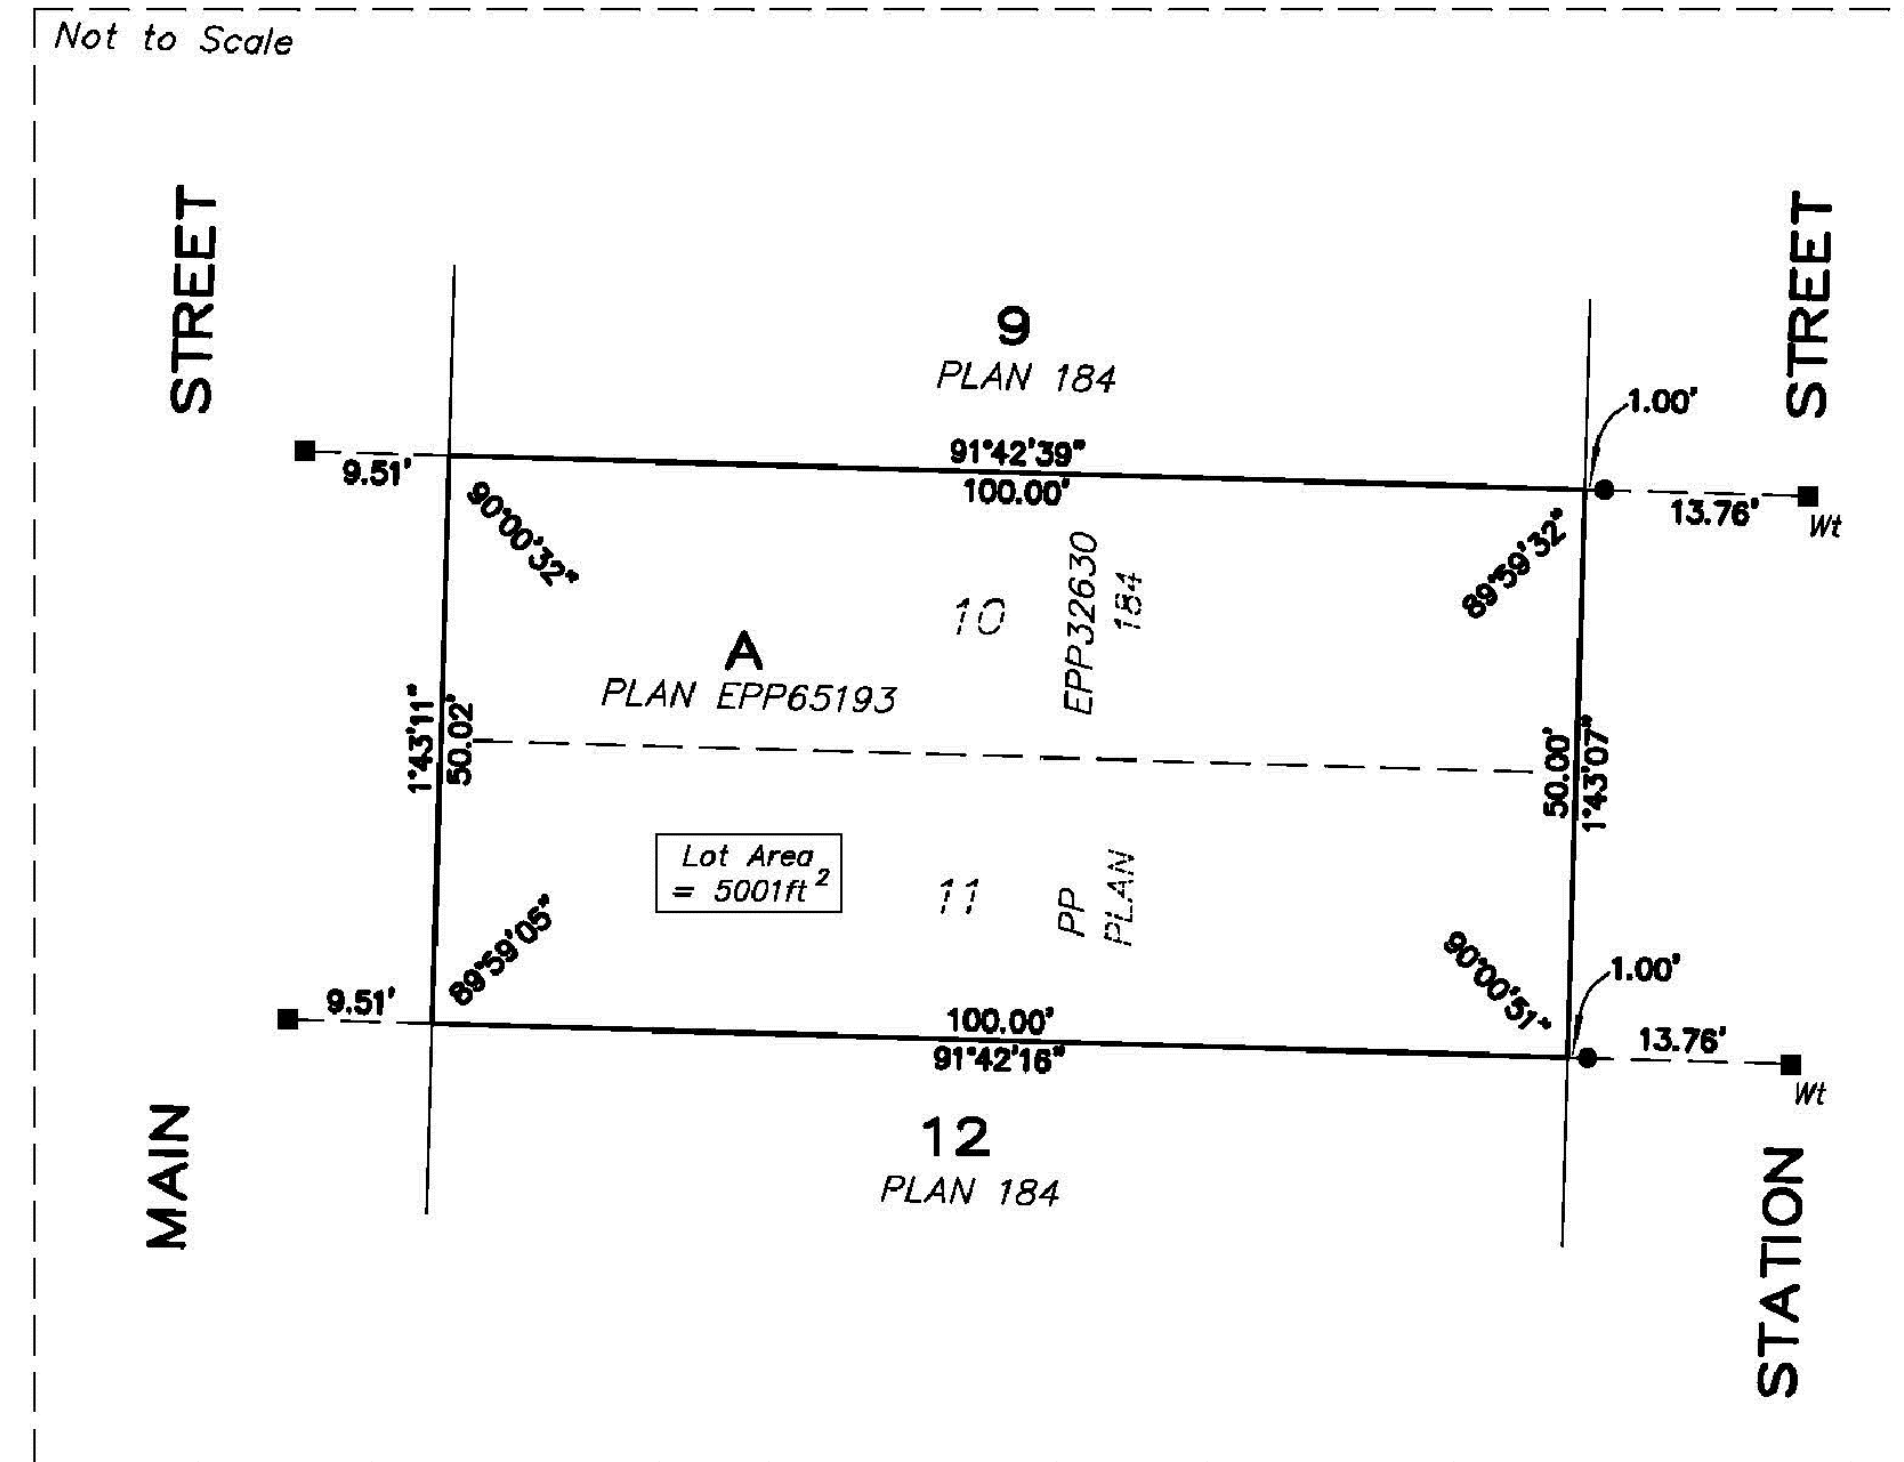 Not to Scale
STREET
STREET
9
PLAN 184
1.00'
91°42'39"
9.51'
100.00'
13.76'
Wt
90°00'32"
89°59'32"
10
EPP32630
184
A
PLAN EPP65193
1°43'11"
50.02'
50.00'
1°43'07"
Lot Area
= 5001ft²
11
PP
PLAN
89°59'05"
90°00'51"
1.00'
9.51'
100.00'
13.76'
91°42'16"
Wt
12
PLAN 184
MAIN
STATION